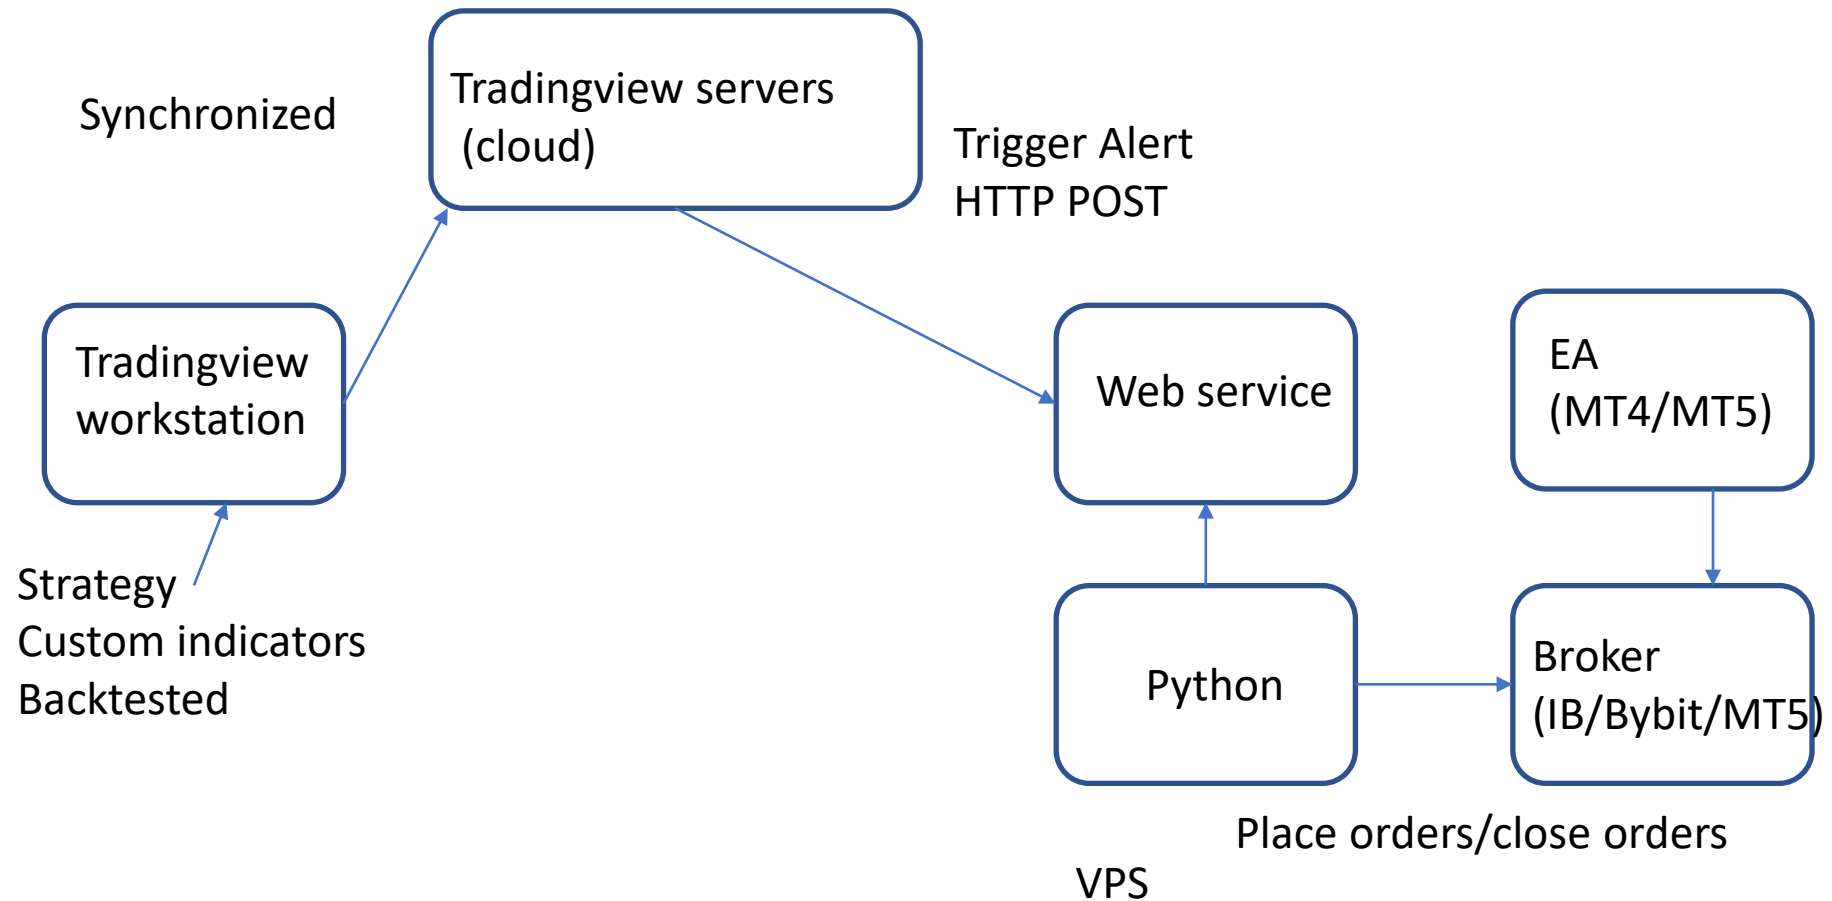 Tradingview servers
(cloud)
Synchronized
Trigger Alert
HTTP POST
Tradingview
workstation
Web service
EA
(MT4/MT5)
Strategy
Custom indicators
Backtested
Python
Broker
(IB/Bybit/MT5)
Place orders/close orders
VPS